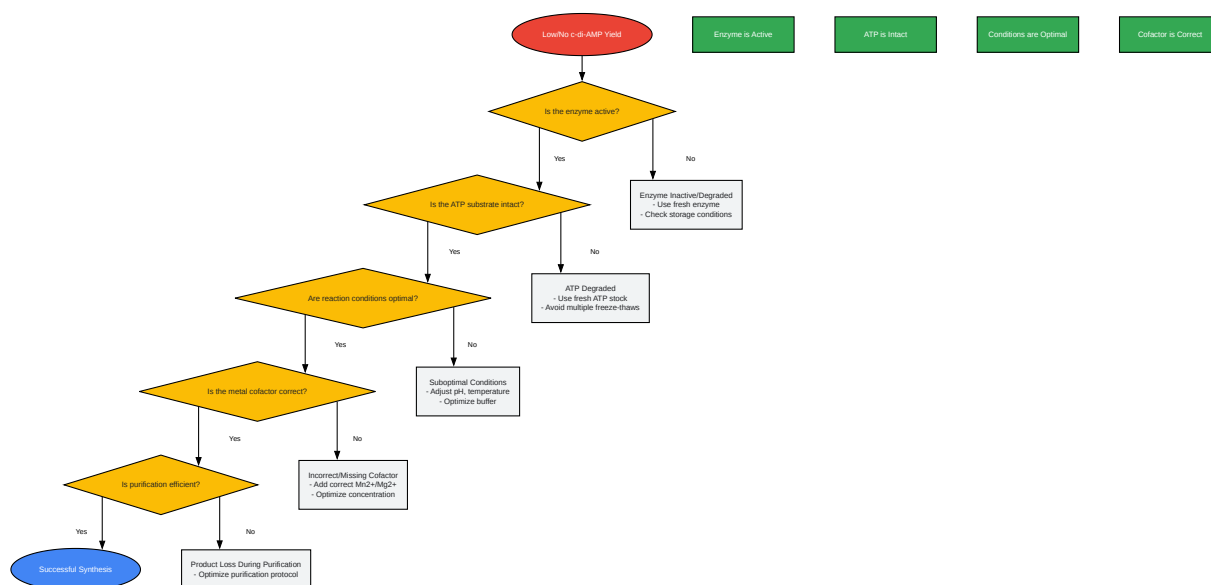 Low/No c-di-AMP Yield
Enzyme is Active
ATP is Intact
Conditions are Optimal
Cofactor is Correct
Is the enzyme active?
Yes
No
Is the ATP substrate intact?
Enzyme Inactive/Degraded
- Use fresh enzyme
- Check storage conditions
Yes
No
Are reaction conditions optimal?
ATP Degraded
- Use fresh ATP stock
- Avoid multiple freeze-thaws
Yes
No
Is the metal cofactor correct?
Suboptimal Conditions
- Adjust pH, temperature
- Optimize buffer
Yes
No
Is purification efficient?
Incorrect/Missing Cofactor
- Add correct Mn2+/Mg2+
- Optimize concentration
Yes
No
Successful Synthesis
Product Loss During Purification
- Optimize purification protocol